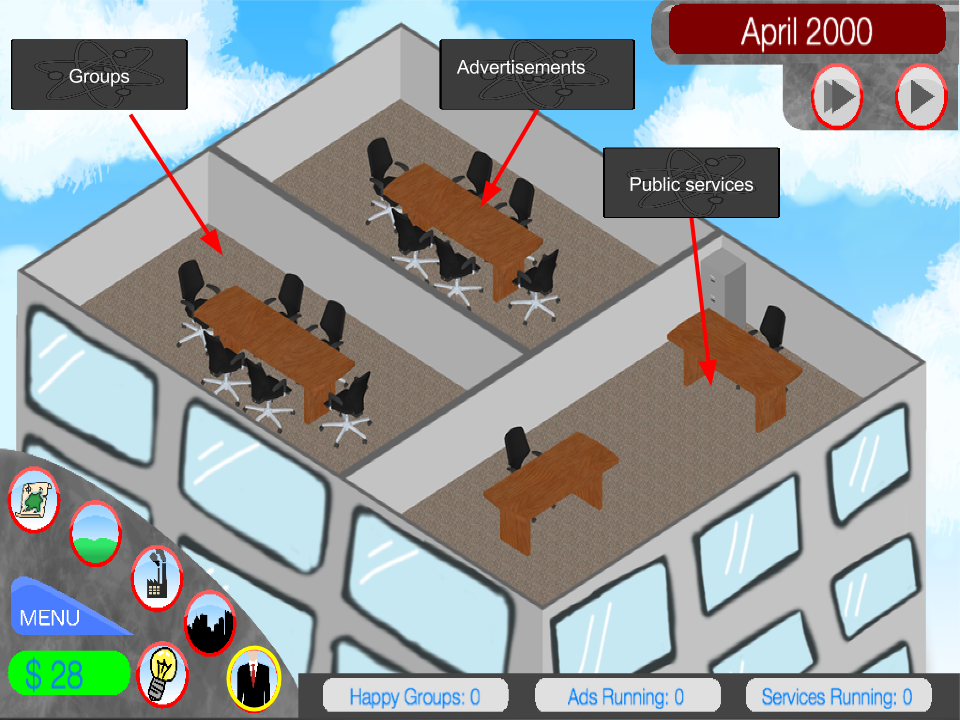 April 2000
Groups
Advertisements
Public services
MENU
$ 28
Happy Groups: 0
Ads Running: 0
Services Running: 0